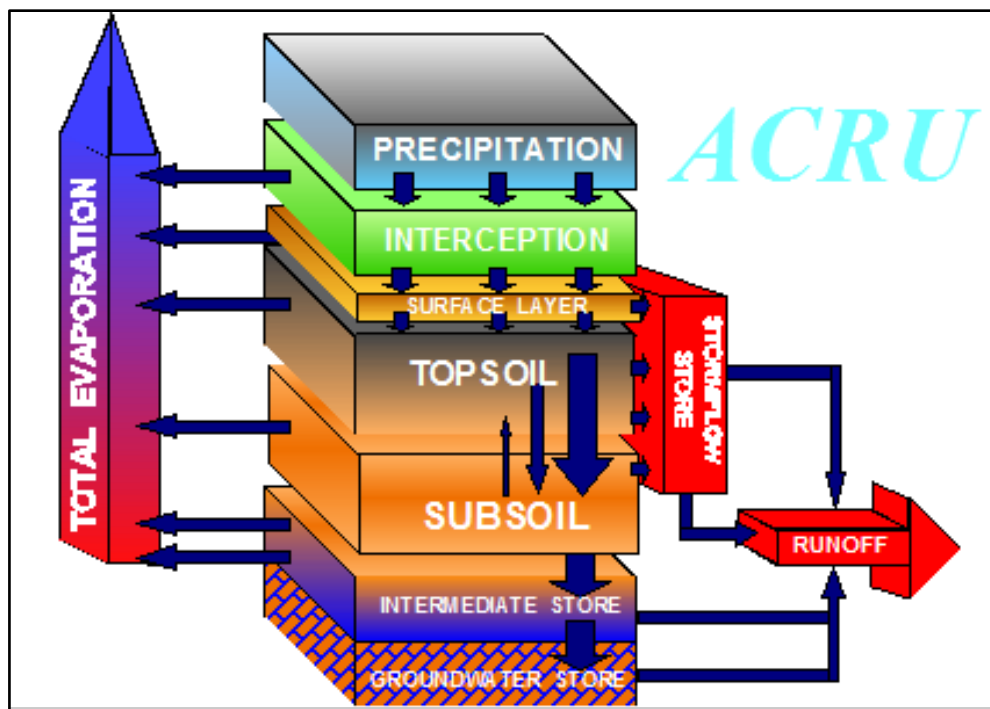 ACRU
PRECIPITATION
INTERCEPTION
SURFACE LAYER
TOPSOIL
SUBSOIL
INTERMEDIATE STORE
GROUNDWATER STORE
TOTAL EVAPORATION
STORMFLOW
STORE
RUNOFF